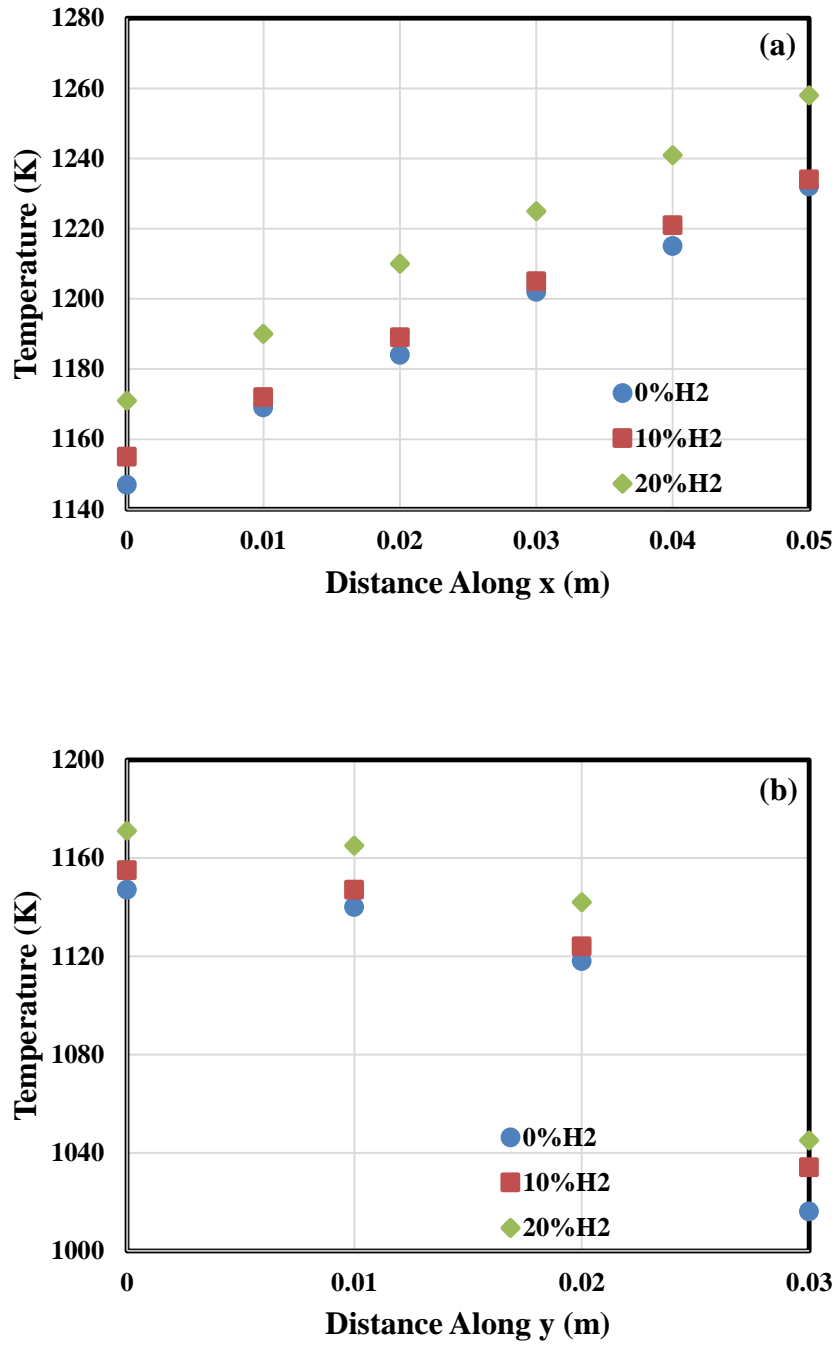 1280
(a)
1260
1240
1220
1200
1180
1160
1140
Temperature (K)
0%H2
10%H2
20%H2
0 0.01 0.02 0.03 0.04 0.05
Distance Along x (m)
1200
(b)
1160
1120
1080
1040
1000
Temperature (K)
0%H2
10%H2
20%H2
0 0.01 0.02 0.03
Distance Along y (m)